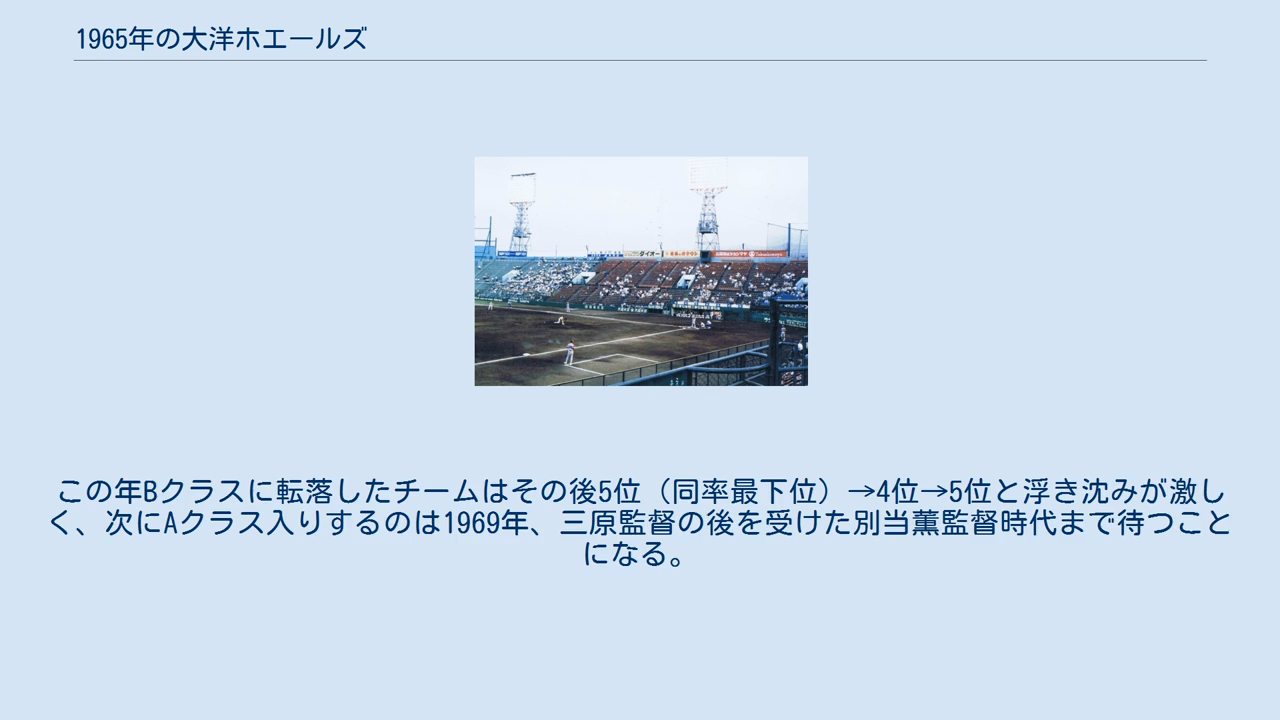 1965年の大洋ホエールズ
ダイオー
この年Bクラスに転落したチームはその後5位（同率最下位）→4位→5位と浮き沈みが激し
く、次にAクラス入りするのは1969年、三原監督の後を受けた別当薫監督時代まで待つこと
になる。